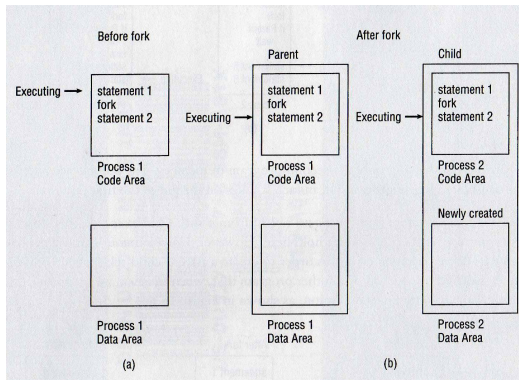 Before fork
After fork
Parent
Child
Executing
statement 1
fork
statement 2
Executing
statement 1
fork
statement 2
Executing
statement 1
fork
statement 2
Process 1
Code Area
Process 1
Code Area
Process 2
Code Area
Newly created
Process 1
Data Area
Process 1
Data Area
Process 2
Data Area
(a)
(b)